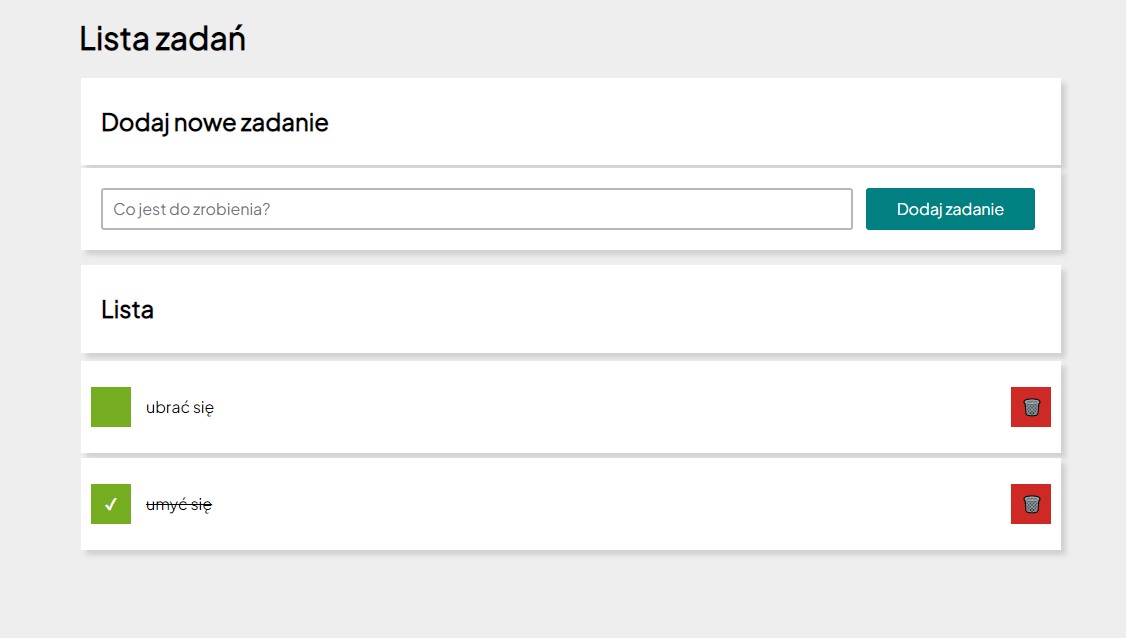 Lista zadań
Dodaj nowe zadanie
Co jest do zrobienia?
Dodaj zadanie
Lista
ubrać się
✓ umyć się